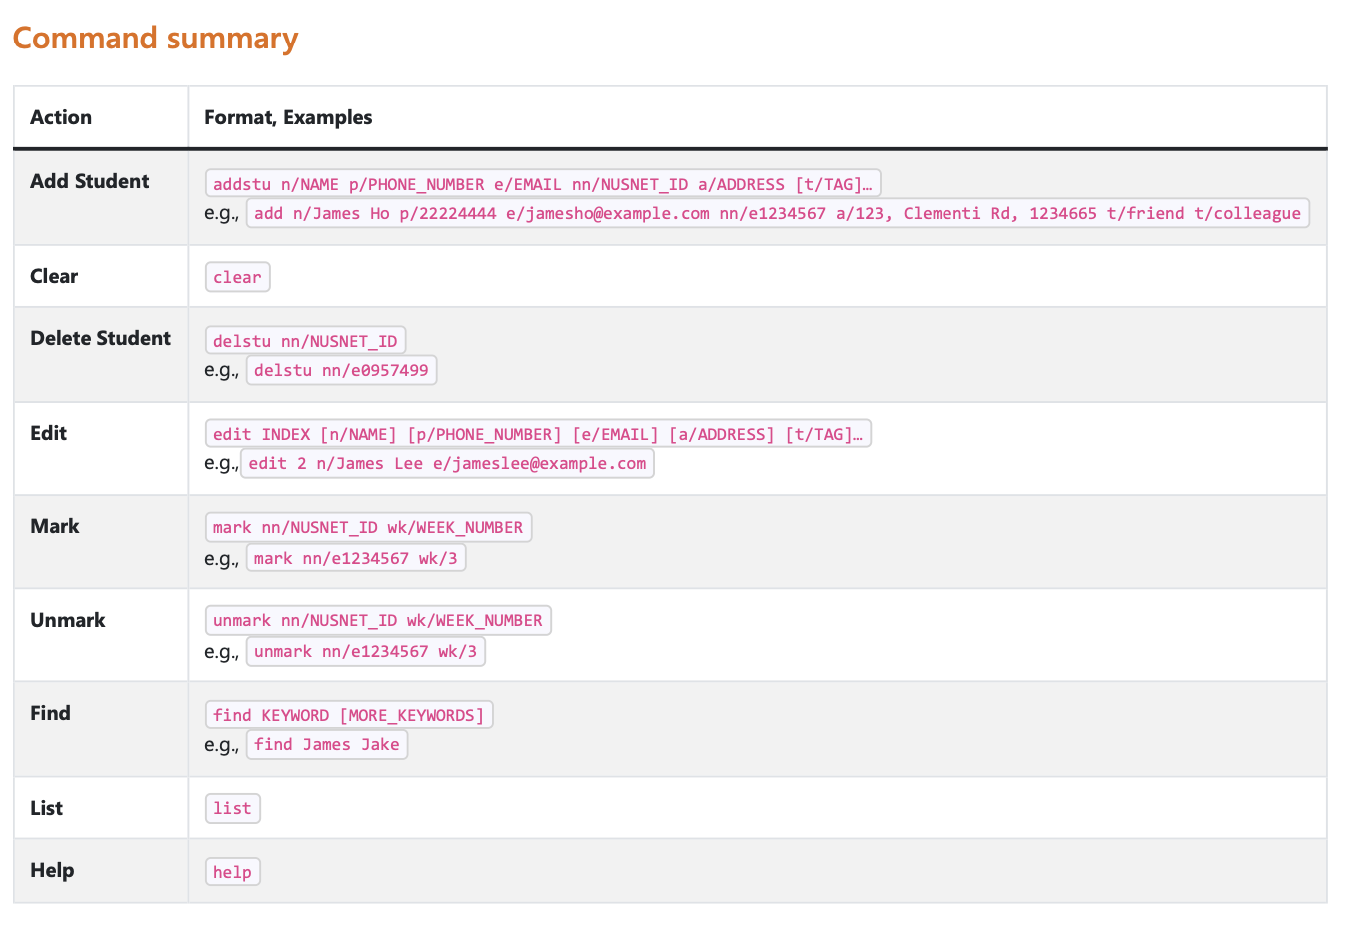 Command summary
Action
Format, Examples
Add Student
addstu n/NAME p/PHONE_NUMBER e/EMAIL nn/NUSNET_ID a/ADDRESS [t/TAG]…
e.g., add n/James Ho p/22224444 e/jamesho@example.com nn/e1234567 a/123, Clementi Rd, 1234665 t/friend t/colleague
Clear
clear
Delete Student
delstu nn/NUSNET_ID
e.g., delstu nn/e0957499
Edit
edit INDEX [n/NAME] [p/PHONE_NUMBER] [e/EMAIL] [a/ADDRESS] [t/TAG]…
e.g., edit 2 n/James Lee e/jameslee@example.com
Mark
mark nn/NUSNET_ID wk/WEEK_NUMBER
e.g., mark nn/e1234567 wk/3
Unmark
unmark nn/NUSNET_ID wk/WEEK_NUMBER
e.g., unmark nn/e1234567 wk/3
Find
find KEYWORD [MORE_KEYWORDS]
e.g., find James Jake
List
list
Help
help